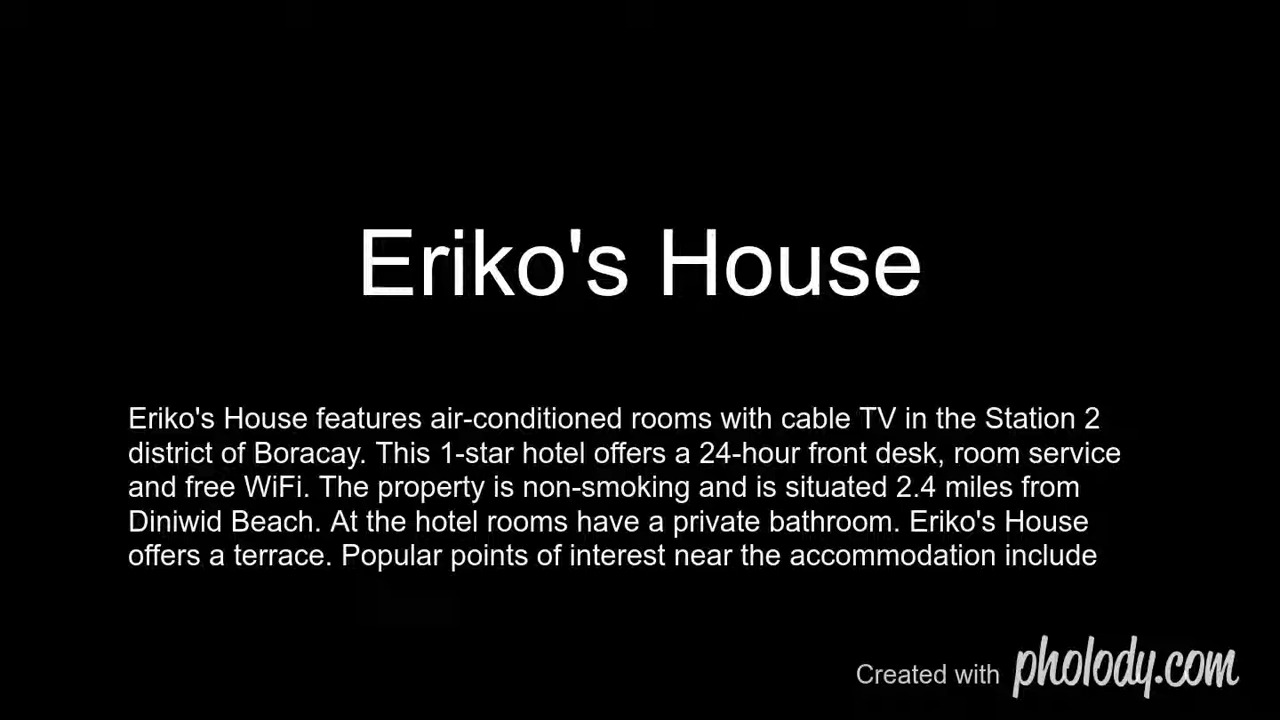 Eriko's House
Eriko's House features air-conditioned rooms with cable TV in the Station 2
district of Boracay. This 1-star hotel offers a 24-hour front desk, room service
and free WiFi. The property is non-smoking and is situated 2.4 miles from
Diniwid Beach. At the hotel rooms have a private bathroom. Eriko's House
offers a terrace. Popular points of interest near the accommodation include
Created with pholody.com